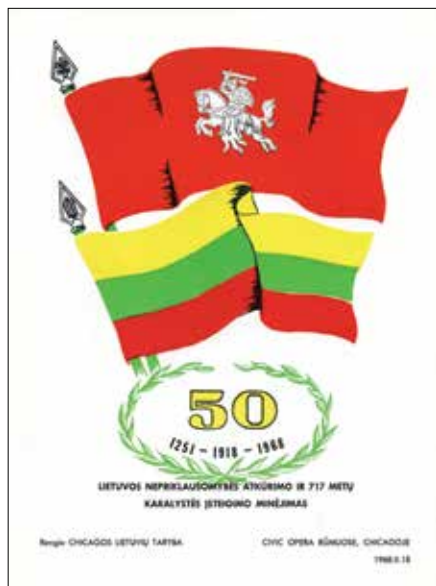 50
1251 – 1918 – 1968
LIETUVOS NEPRIKLAUSOMYBĖS ATKŪRIMO IR 717 METŲ
KARALYSTĖS ĮSTEIGIMO MINĖJIMAS
Rengia CHICAGOS LIETUVIŲ TARYBA
CIVIC OPERA RŪMUOSE, CHICAGOJE
1968.II.18